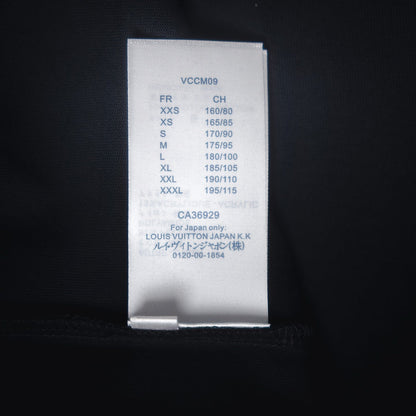 VCCM09
FR CH
XXS 160/80
XS 165/85
S 170/90
M 175/95
L 180/100
XL 185/105
XXL 190/110
XXXL 195/115
CA36929
For Japan only:
LOUIS VUITTON JAPAN K.K
ルイ・ヴィトンジャパン(株)
0120-00-1854